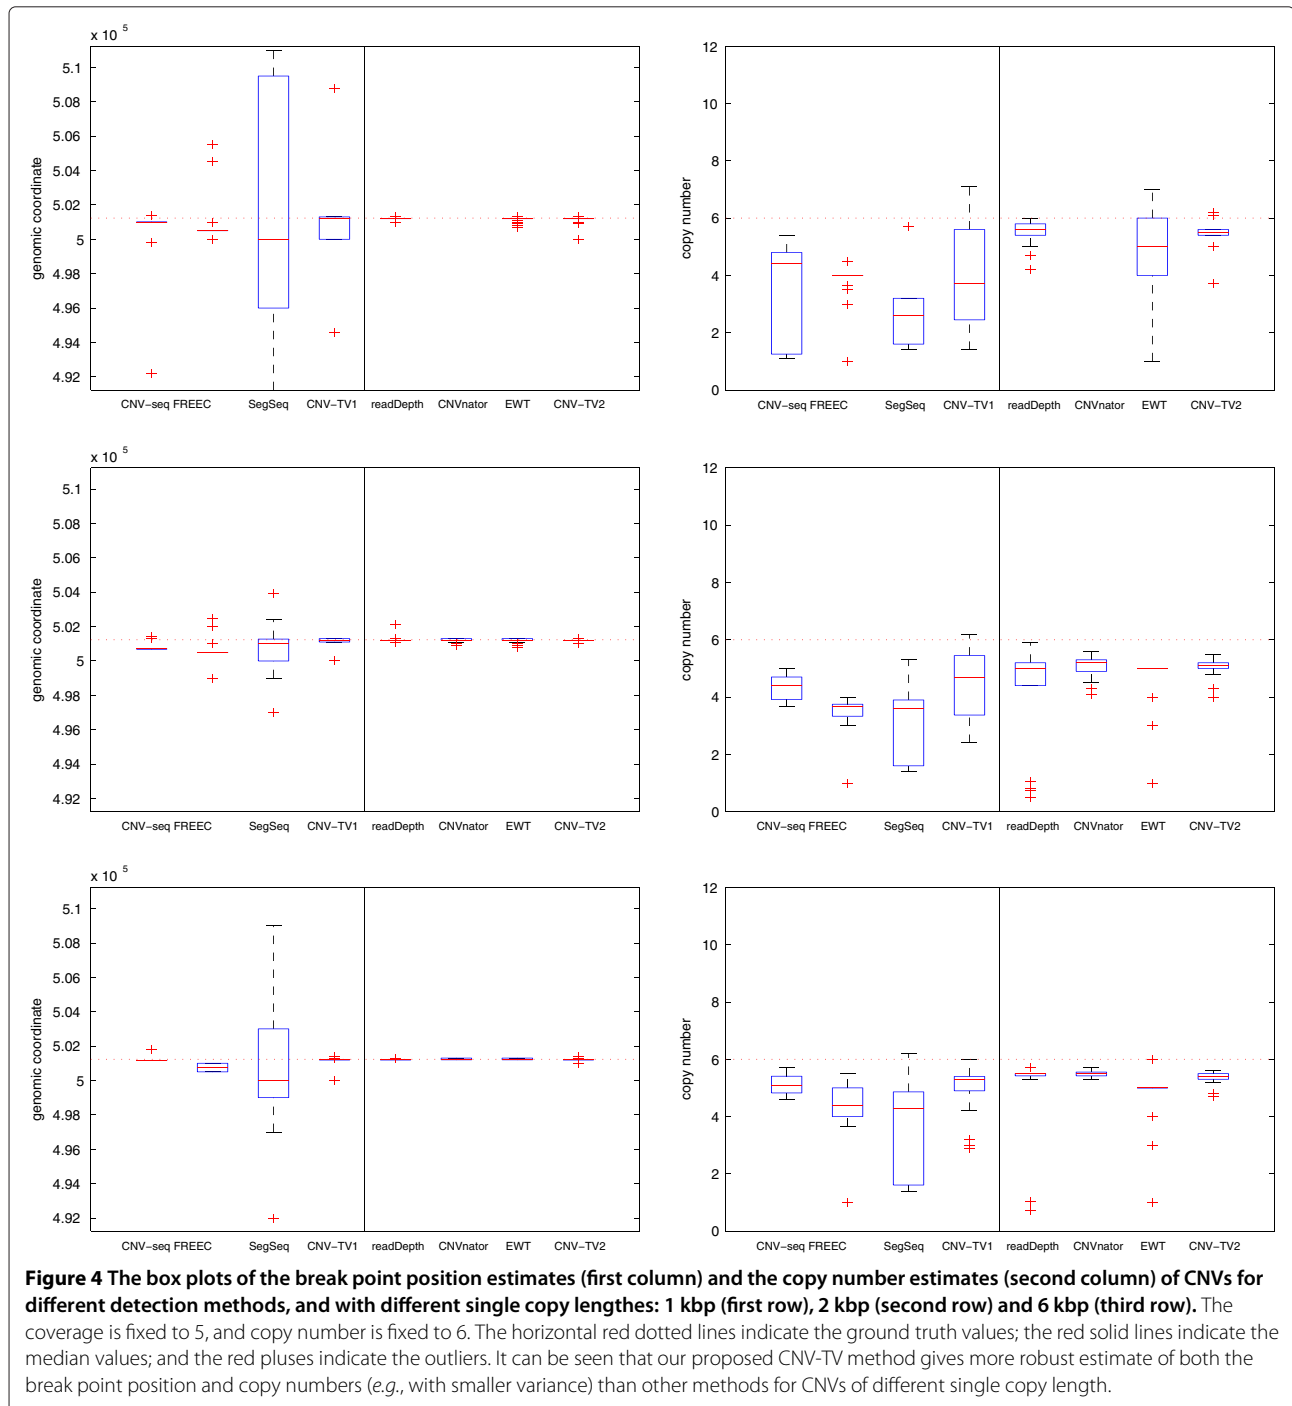 x 10 5
5.1
5.08
5.06
5.04
5.02
5.01
5
4.98
4.96
4.94
4.92
genomic coordinate
CNV−seq FREEC SegSeq CNV−TV1 readDepth CNVnator EWT CNV−TV2
12
10
8
6
4
2
0
copy number
CNV−seq FREEC SegSeq CNV−TV1 readDepth CNVnator EWT CNV−TV2
x 10 5
5.1
5.08
5.06
5.04
5.02
5.01
5
4.98
4.96
4.94
4.92
genomic coordinate
CNV−seq FREEC SegSeq CNV−TV1 readDepth CNVnator EWT CNV−TV2
12
10
8
6
4
2
0
copy number
CNV−seq FREEC SegSeq CNV−TV1 readDepth CNVnator EWT CNV−TV2
x 10 5
5.1
5.08
5.06
5.04
5.02
5.01
5
4.98
4.96
4.94
4.92
genomic coordinate
CNV−seq FREEC SegSeq CNV−TV1 readDepth CNVnator EWT CNV−TV2
12
10
8
6
4
2
0
copy number
CNV−seq FREEC SegSeq CNV−TV1 readDepth CNVnator EWT CNV−TV2
Figure 4 The box plots of the break point position estimates (first column) and the copy number estimates (second column) of CNVs for
different detection methods, and with different single copy lengthes: 1 kbp (first row), 2 kbp (second row) and 6 kbp (third row). The
coverage is fixed to 5, and copy number is fixed to 6. The horizontal red dotted lines indicate the ground truth values; the red solid lines indicate the
median values; and the red pluses indicate the outliers. It can be seen that our proposed CNV-TV method gives more robust estimate of both the
break point position and copy numbers (e.g., with smaller variance) than other methods for CNVs of different single copy length.